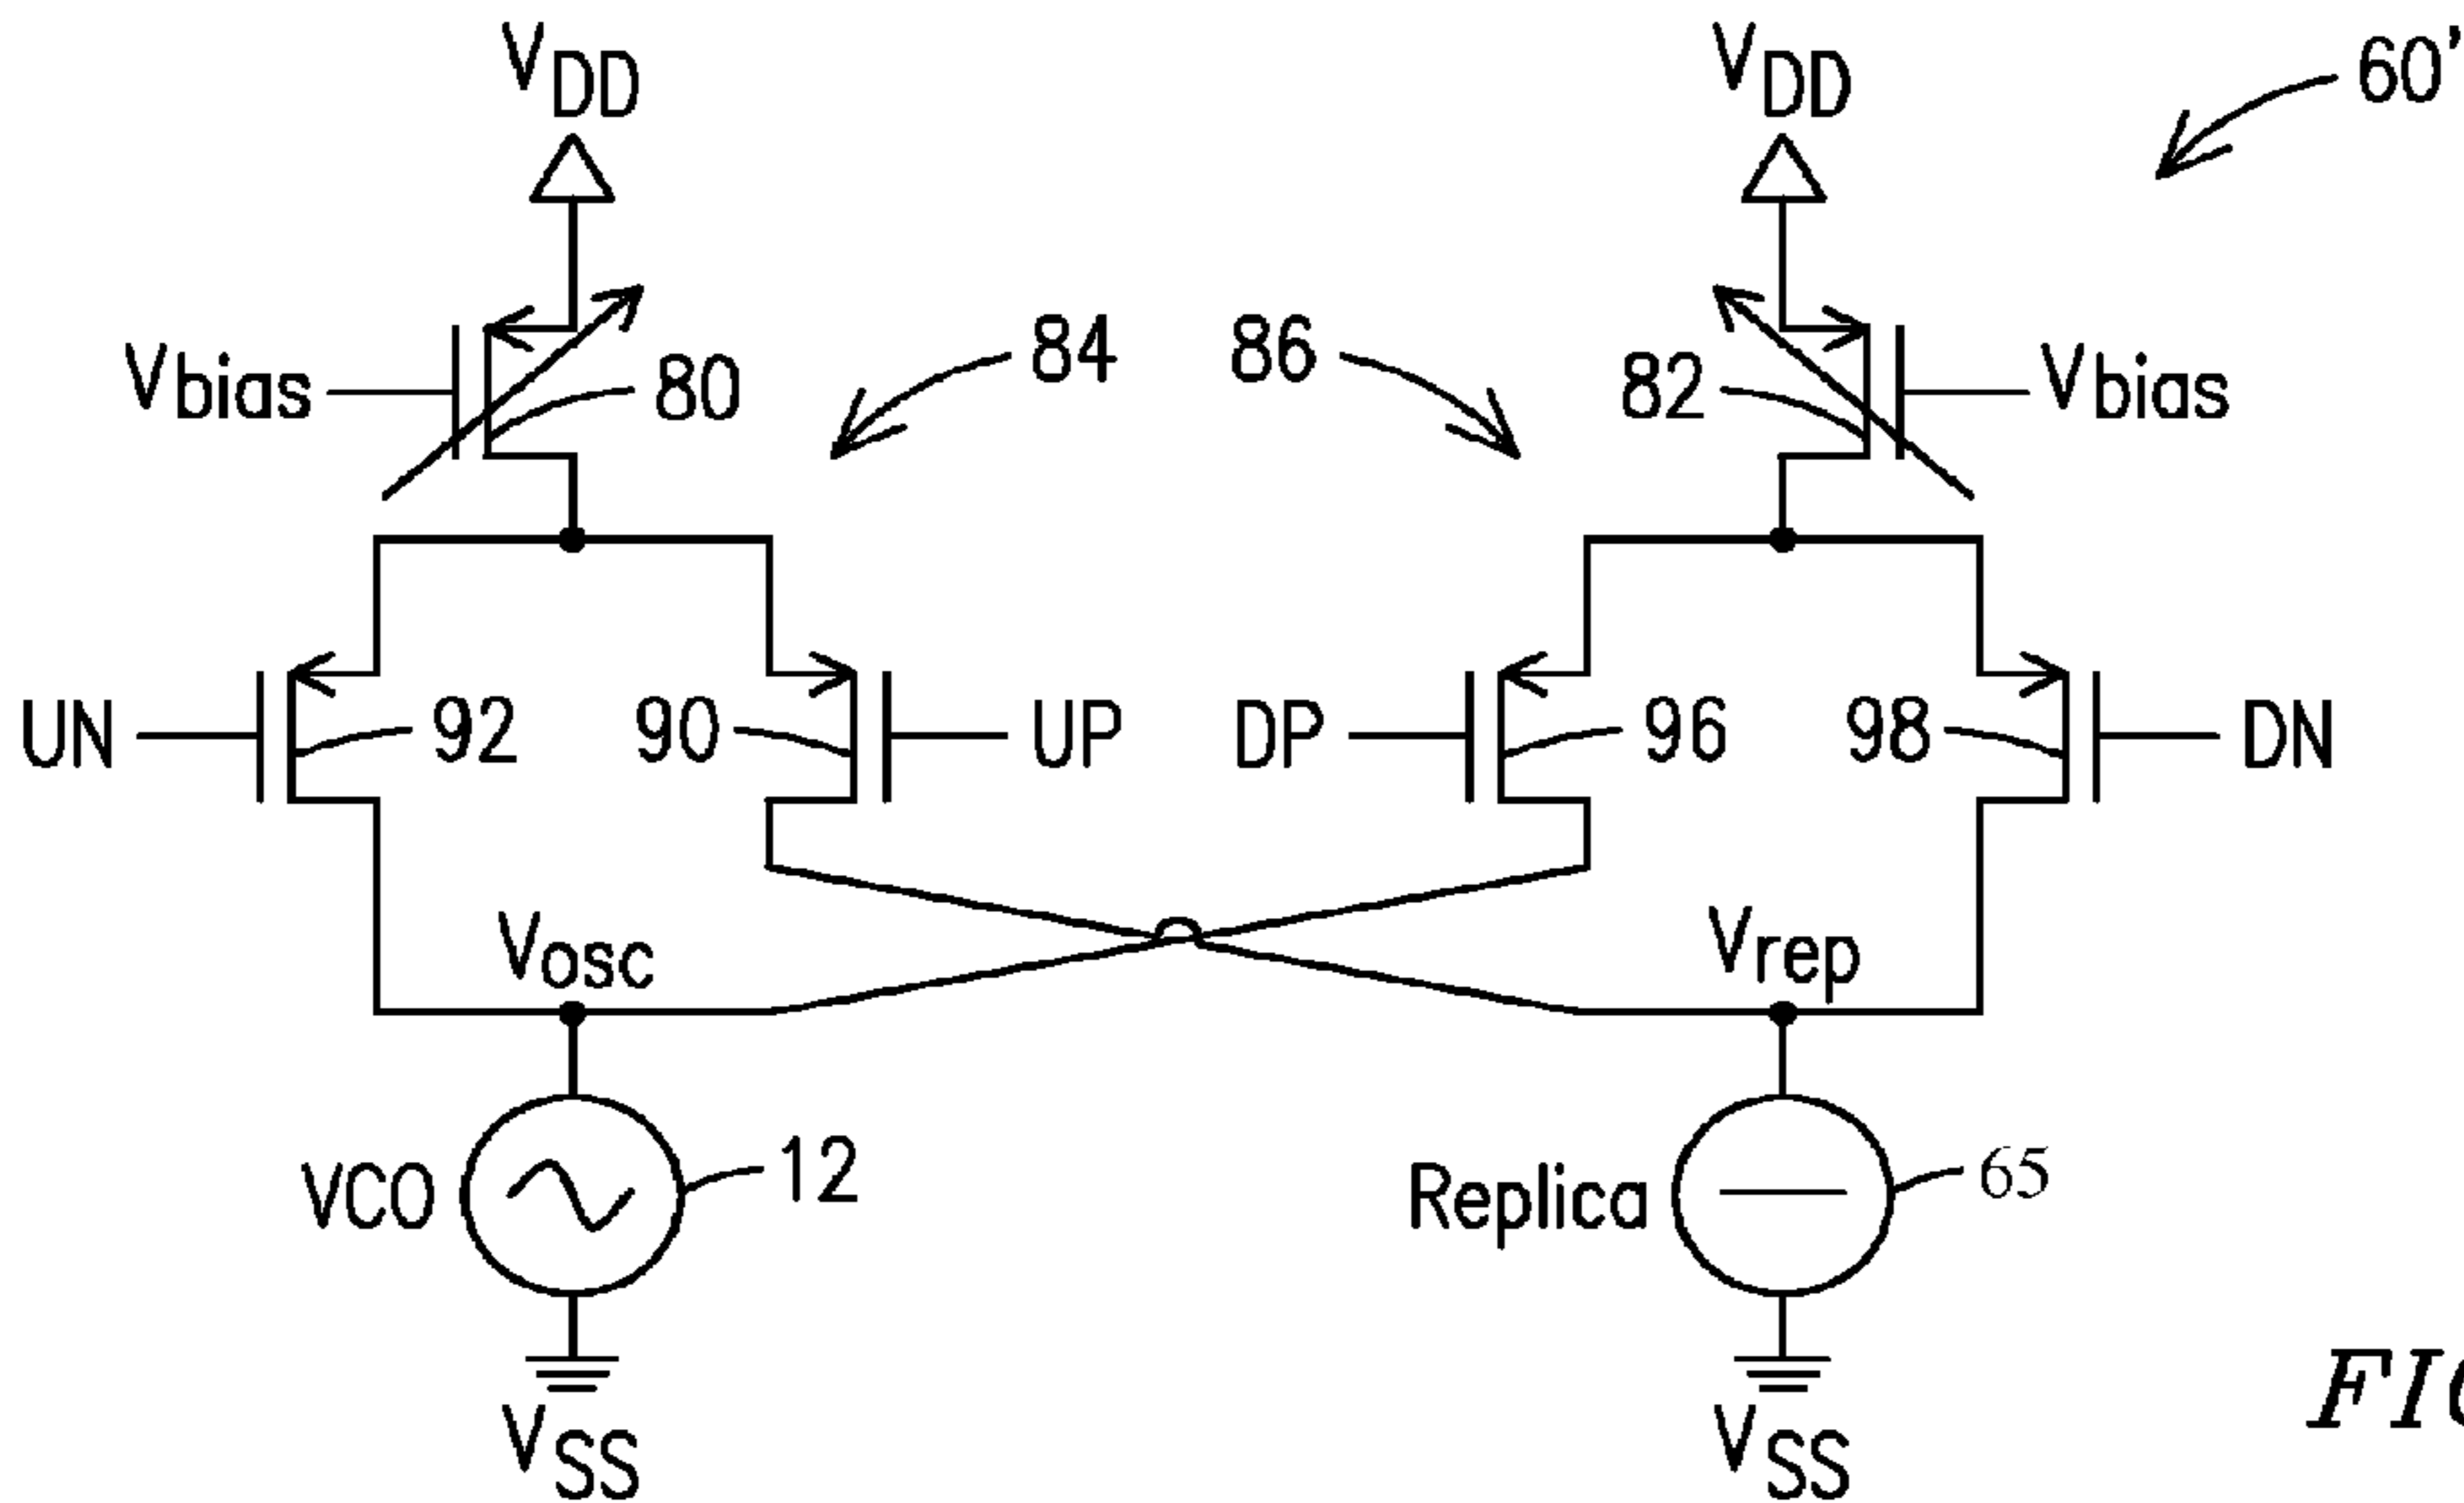 VDD
VDD
60'
Vbias
80
84
86
82
Vbias
UN
92
90
UP
DP
96
98
DN
Vosc
Vrep
VCO
12
Replica
65
VSS
VSS